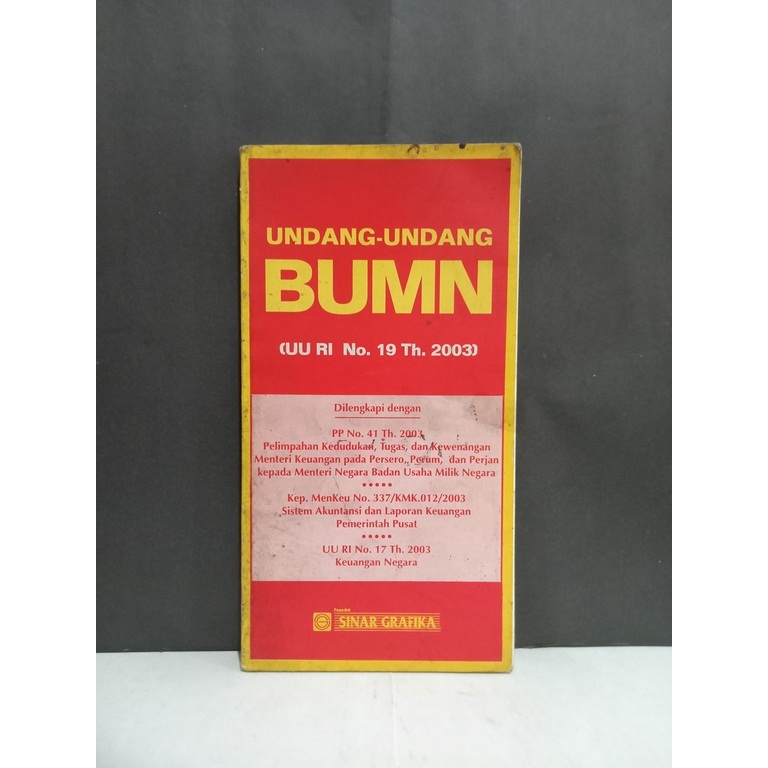 UNDANG-UNDANG
BUMN
(UU RI No. 19 Th. 2003)
Dilengkapi dengan
PP No. 41 Th. 2003
Pelimpahan Kedudukan, Tugas, dan Kewenangan
Menteri Keuangan pada Persero, Perum, dan Perjan
kepada Menteri Negara Badan Usaha Milik Negara
•••••
Kep. MenKeu No. 337/KMK.012/2003
Sistem Akuntansi dan Laporan Keuangan
Pemerintah Pusat
•••••
UU RI No. 17 Th. 2003
Keuangan Negara
Penerbit
SINAR GRAFIKA